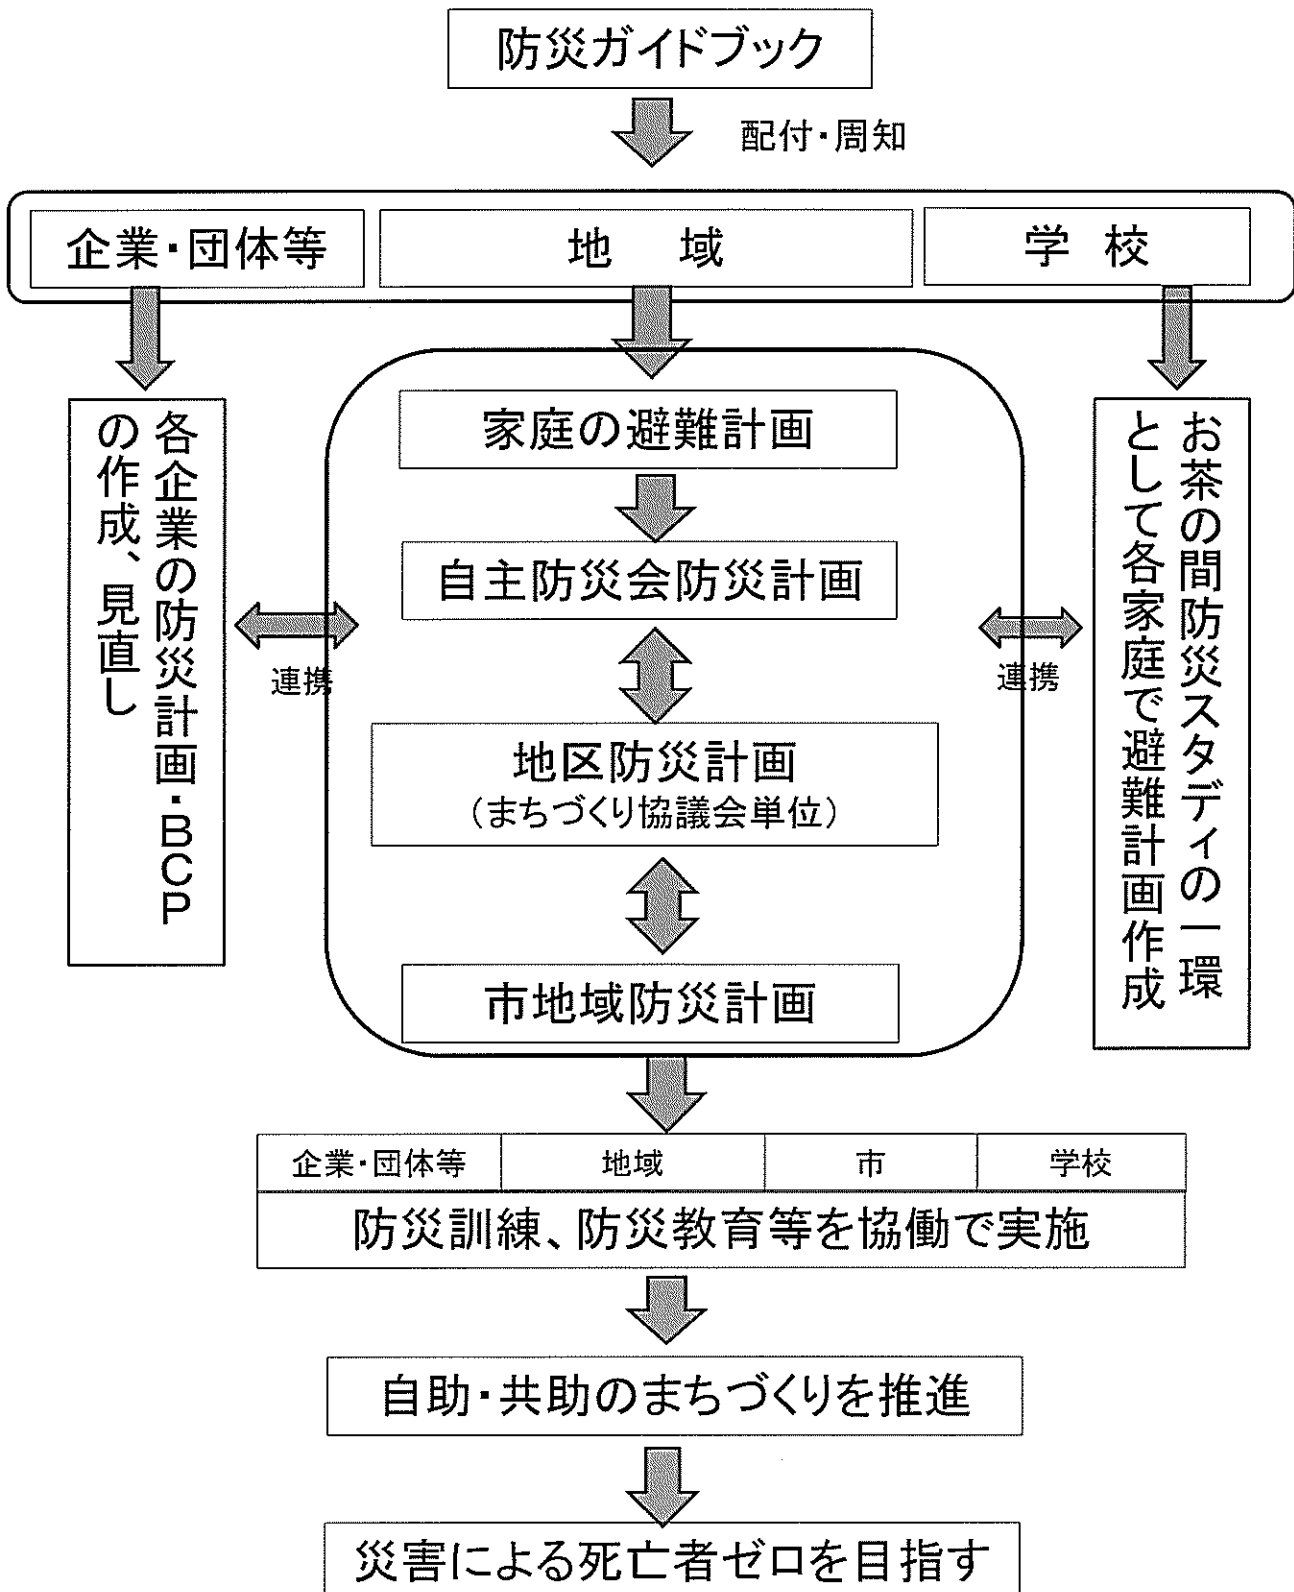 防災ガイドブック
配付・周知
企業・団体等
地　域
学　校
各企業の防災計画・BCP
の作成、見直し
家庭の避難計画
自主防災会防災計画
連携
連携
地区防災計画
（まちづくり協議会単位）
市地域防災計画
お茶の間防災スタディの一環
として各家庭で避難計画作成
企業・団体等
地域
市
学校
防災訓練、防災教育等を協働で実施
自助・共助のまちづくりを推進
災害による死亡者ゼロを目指す